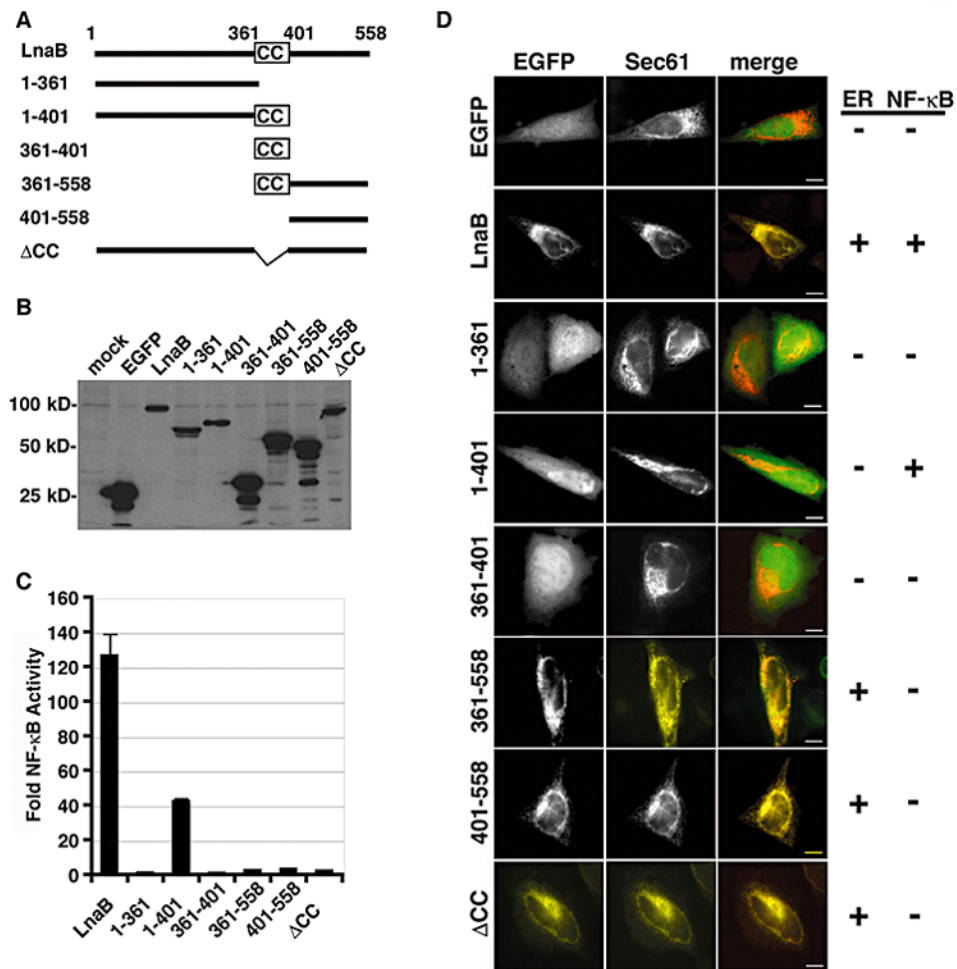 A
1 361 401 558
LnaB CC
1-361
1-401 CC
361-401 CC
361-558 CC
401-558
ΔCC
B
mock EGFP LnaB 1-361 1-401 361-401 361-558 401-558 ΔCC
100 kD-
50 kD-
25 kD-
C
Fold NF-κB Activity
160
140
120
100
80
60
40
20
0
LnaB 1-361 1-401 361-401 361-558 401-558 ΔCC
D
EGFP Sec61 merge
ER NF-κB
EGFP - -
LnaB + +
1-361 - -
1-401 - +
361-401 - -
361-558 + -
401-558 + -
ΔCC + -